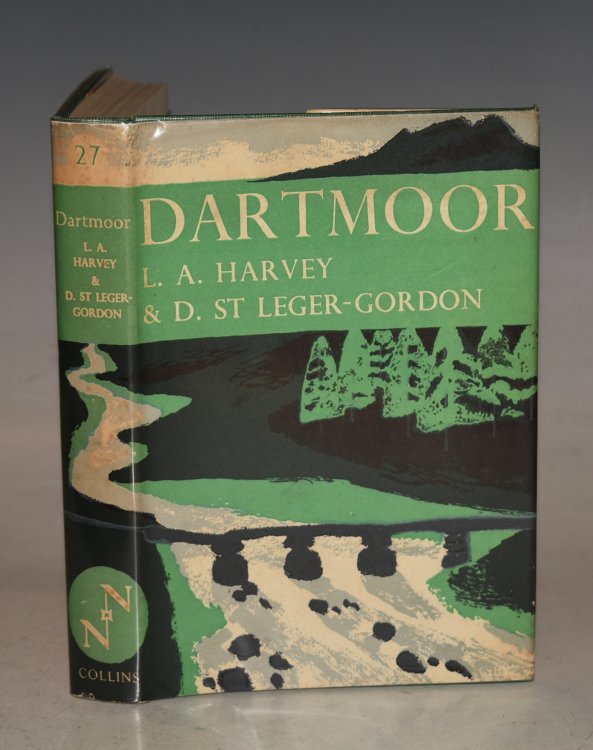 27
Dartmoor
L. A.
HARVEY
&
D. ST LEGER-
GORDON
N
N
COLLINS
DARTMOOR
L. A. HARVEY
& D. ST LEGER-GORDON